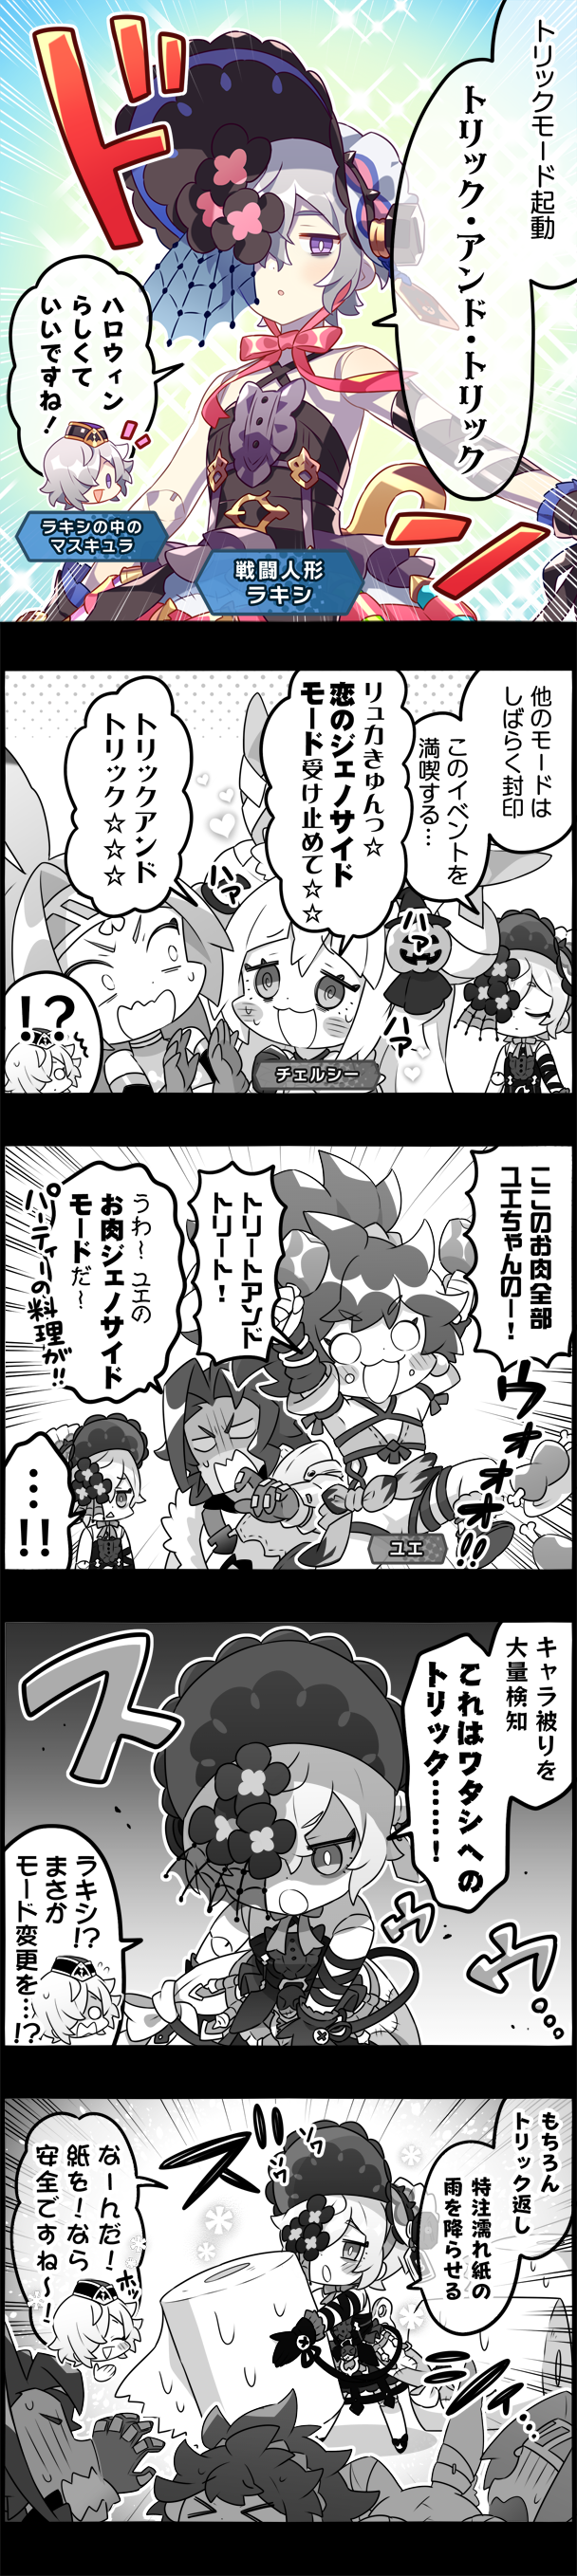 トリックモード起動
トリック・アンド・トリック
ドン
ハロウィン
らしくて
いいですね！
ラキシの中の
マスキュラ
戦闘人形
ラキシ
他のモードは
しばらく封印
このイベントを
満喫する…
リュカきゅんっ☆
恋のジェノサイド
モード受け止めて☆☆
トリックアンド
トリック☆☆☆
ハァ
ハァ
ハァ
チェルシー
!?
ここのお肉全部
ユエちゃんのー！
トリートアンド
トリート！
うわ〜ユエの
お肉ジェノサイド
モードだ〜
パーティーの料理が!!
ウォォォ!!
ユエ
…!!
キャラ被りを
大量検知
これはワタシへの
トリック……！
ヌゥゥン…
ラキシ!?
まさか
モード変更を…!?
もちろん
トリック返し
特注濡れ紙の
雨を降らせる
ゾゾ
ズズ
なーんだ！
紙を！なら
安全ですね〜！
ホッ
ミシィ…